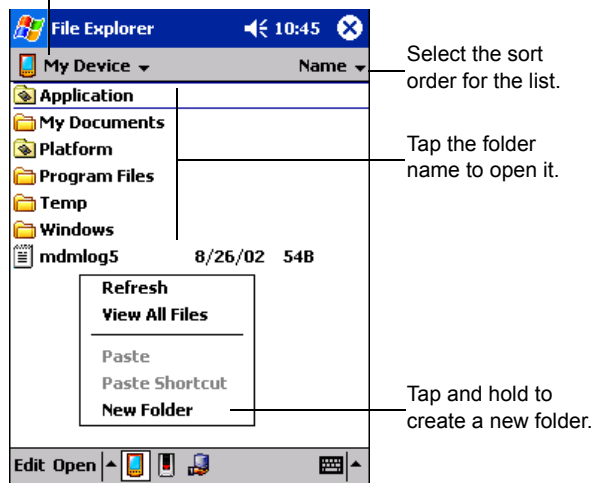 File Explorer 10:45
My Device Name
Select the sort
order for the list.
Application
My Documents
Platform
Program Files
Temp
Windows
mdmlog5 8/26/02 54B
Tap the folder
name to open it.
Refresh
View All Files
Paste
Paste Shortcut
New Folder
Tap and hold to
create a new folder.
Edit Open